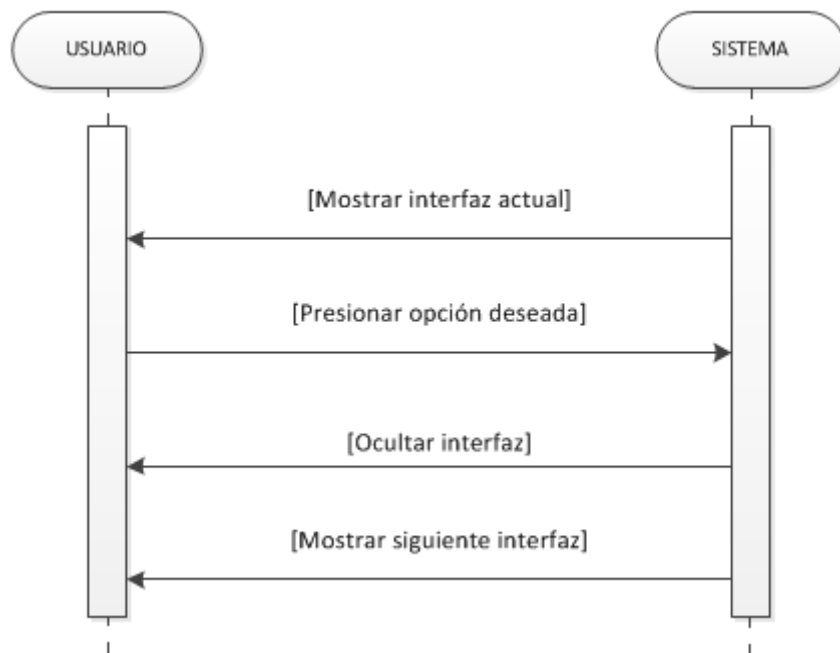 USUARIO
SISTEMA
[Mostrar interfaz actual]
[Presionar opción deseada]
[Ocultar interfaz]
[Mostrar siguiente interfaz]